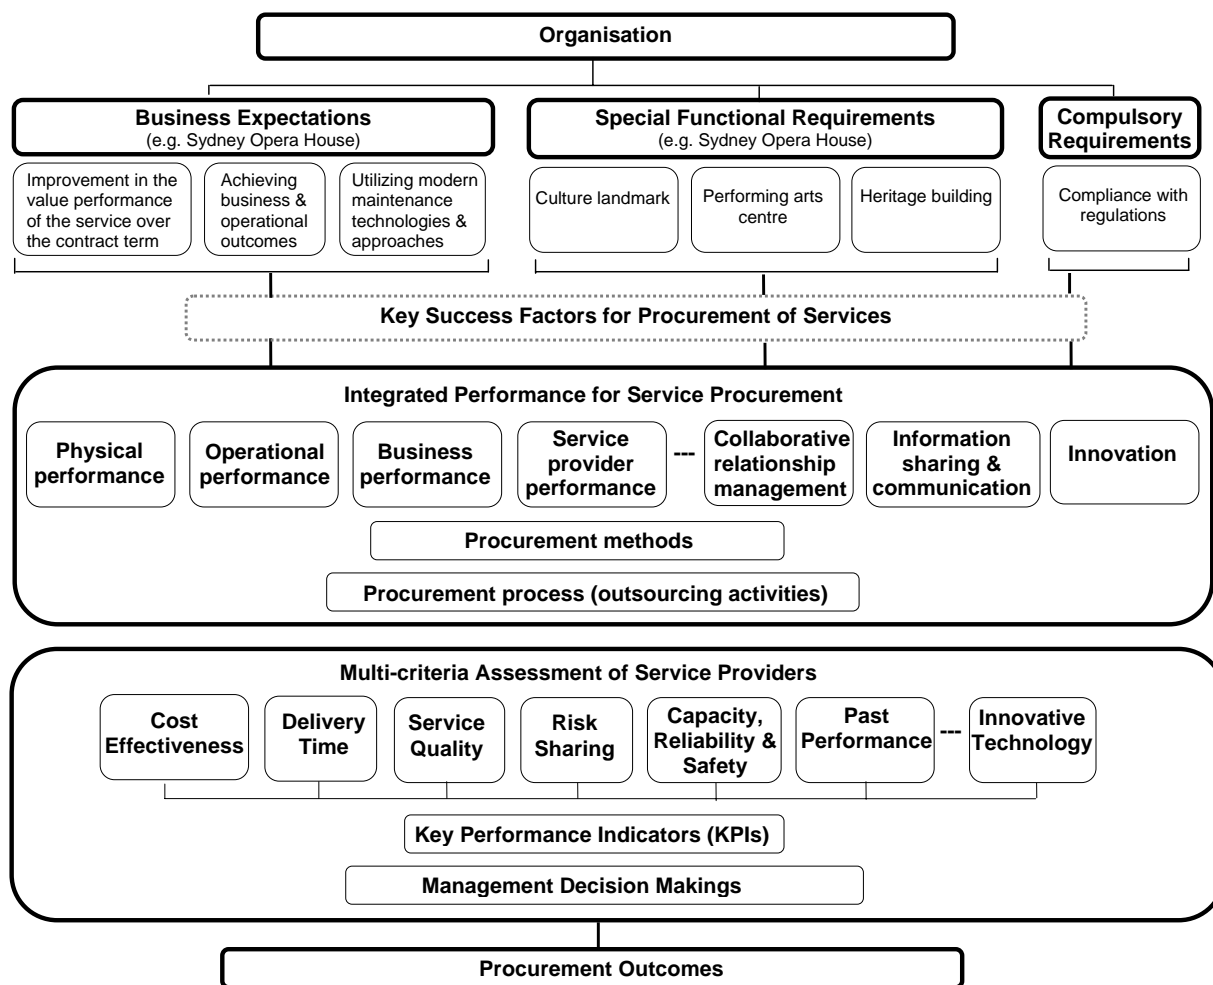 Organisation
Business Expectations
(e.g. Sydney Opera House)
Special Functional Requirements
(e.g. Sydney Opera House)
Compulsory
Requirements
Improvement in the
value performance
of the service over
the contract term
Achieving
business &
operational
outcomes
Utilizing modern
maintenance
technologies &
approaches
Culture landmark
Performing arts
centre
Heritage building
Compliance with
regulations
Key Success Factors for Procurement of Services
Integrated Performance for Service Procurement
Physical
performance
Operational
performance
Business
performance
Service
provider
performance
---
Collaborative
relationship
management
Information
sharing &
communication
Innovation
Procurement methods
Procurement process (outsourcing activities)
Multi-criteria Assessment of Service Providers
Cost
Effectiveness
Delivery
Time
Service
Quality
Risk
Sharing
Capacity,
Reliability &
Safety
Past
Performance
---
Innovative
Technology
Key Performance Indicators (KPIs)
Management Decision Makings
Procurement Outcomes